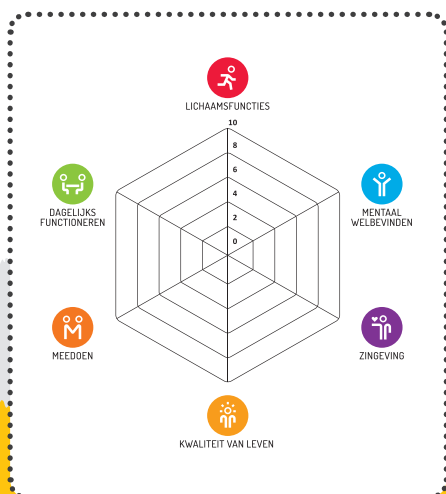 LICHAAMSFUNCTIES
10
8
6
4
2
0
DAGELIJKS
FUNCTIONEREN
MENTAAL
WELBEVINDEN
MEEDOEN
ZINGEVING
KWALITEIT VAN LEVEN